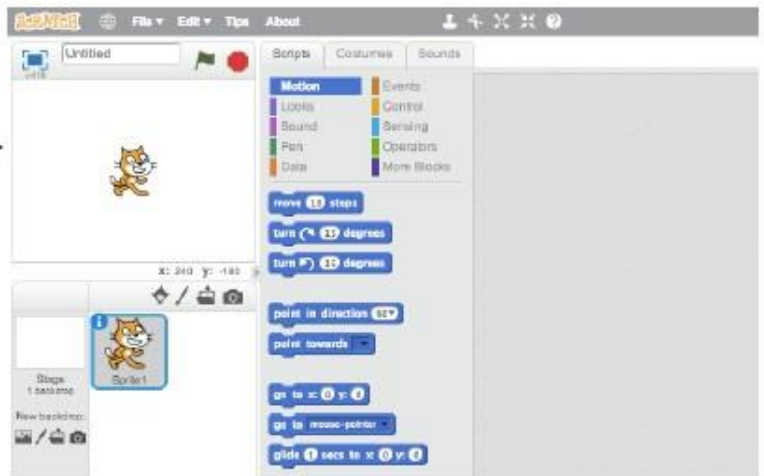 SCRATCH File Edit Tips About
Untitled
Scripts Costumes Sounds
Motion Events
Looks Control
Sound Sensing
Pen Operators
Data More Blocks
move 10 steps
turn 15 degrees
turn 15 degrees
point in direction 90
point towards
go to x: 0 y: 0
go to mouse-pointer
glide 1 secs to x: 0 y: 0
x: 240 y: -180
Sprite1
Stage
1 backdrop
New backdrop: